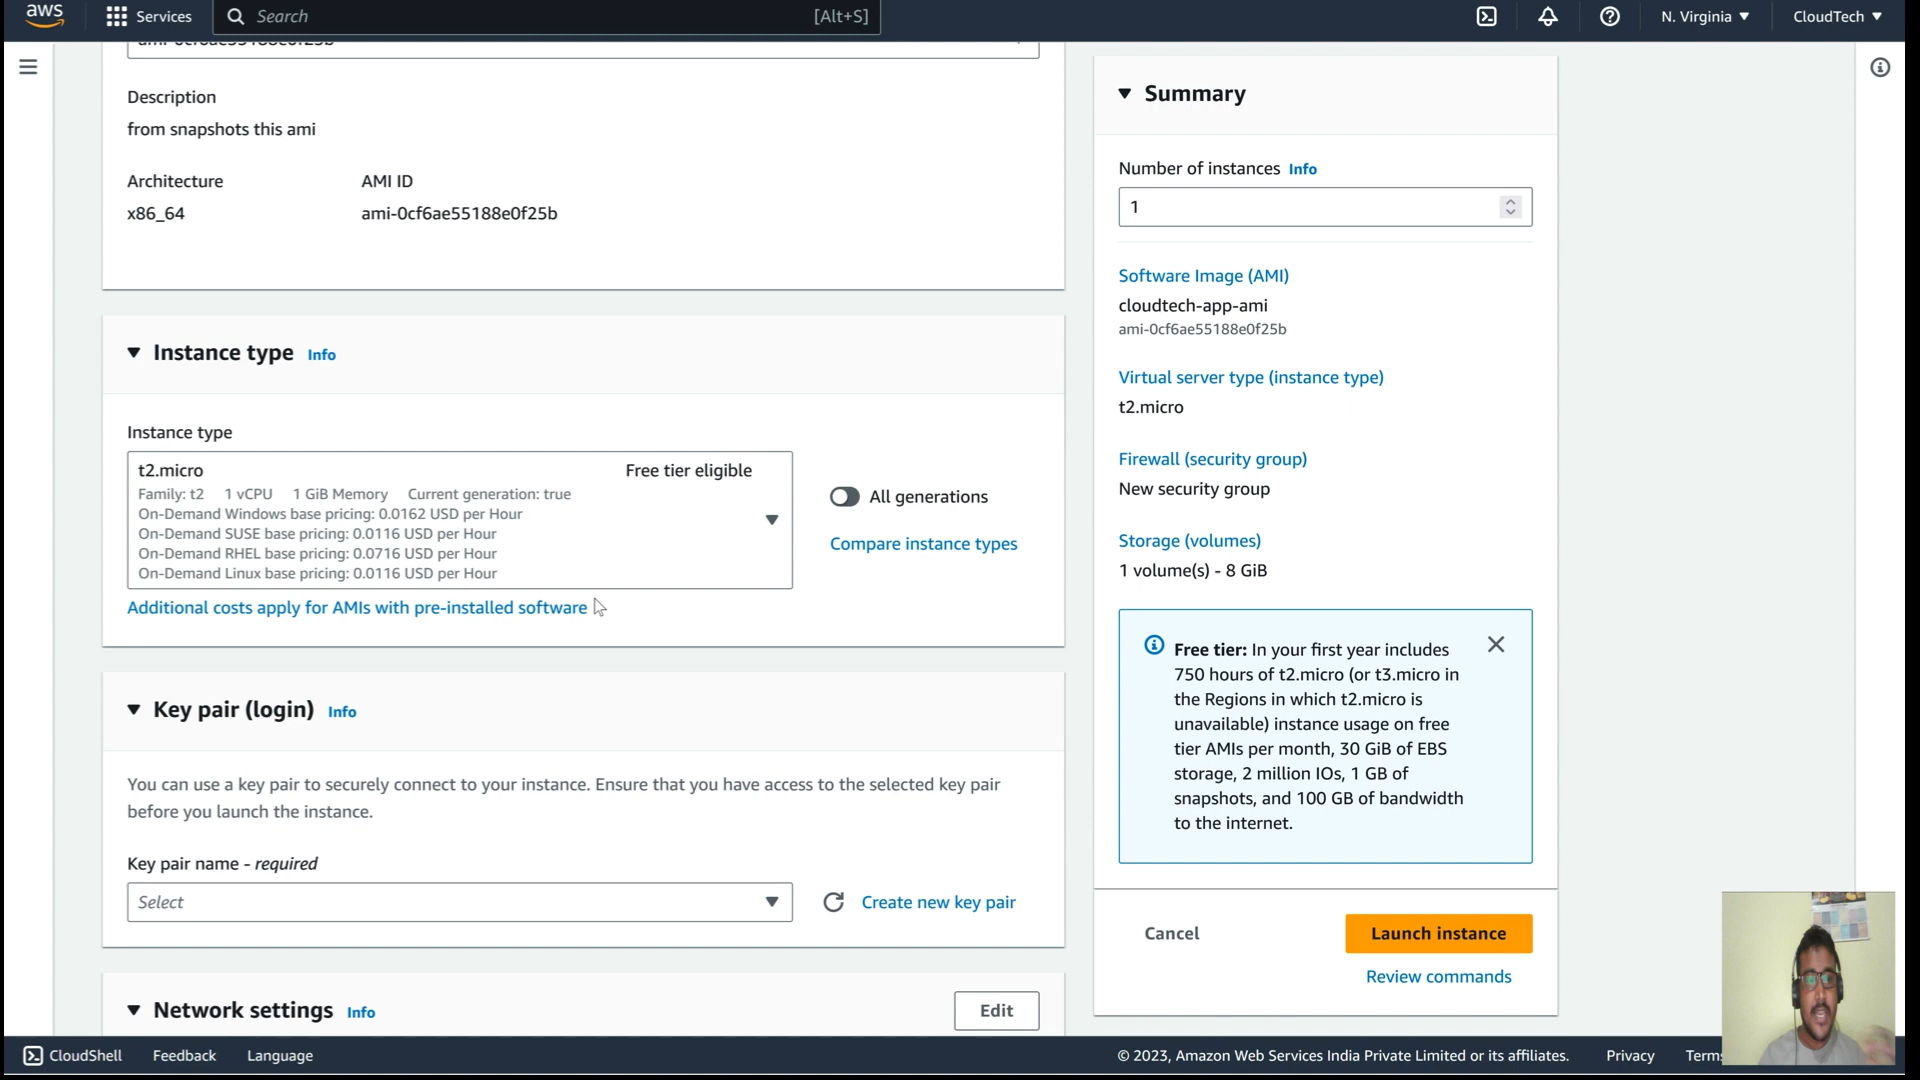 aws
Services
Search
[Alt+S]
N. Virginia
CloudTech
ami-0cf6ae55188e0f25b
Description
from snapshots this ami
Architecture
AMI ID
x86_64
ami-0cf6ae55188e0f25b
Instance type Info
Instance type
t2.micro
Free tier eligible
Family: t2 1 vCPU 1 GiB Memory Current generation: true
On-Demand Windows base pricing: 0.0162 USD per Hour
On-Demand SUSE base pricing: 0.0116 USD per Hour
On-Demand RHEL base pricing: 0.0716 USD per Hour
On-Demand Linux base pricing: 0.0116 USD per Hour
All generations
Compare instance types
Additional costs apply for AMIs with pre-installed software
Key pair (login) Info
You can use a key pair to securely connect to your instance. Ensure that you have access to the selected key pair
before you launch the instance.
Key pair name - required
Select
Create new key pair
Network settings Info
Edit
Summary
Number of instances Info
1
Software Image (AMI)
cloudtech-app-ami
ami-0cf6ae55188e0f25b
Virtual server type (instance type)
t2.micro
Firewall (security group)
New security group
Storage (volumes)
1 volume(s) - 8 GiB
Free tier: In your first year includes
750 hours of t2.micro (or t3.micro in
the Regions in which t2.micro is
unavailable) instance usage on free
tier AMIs per month, 30 GiB of EBS
storage, 2 million IOs, 1 GB of
snapshots, and 100 GB of bandwidth
to the internet.
Cancel
Launch instance
Review commands
CloudShell
Feedback
Language
© 2023, Amazon Web Services India Private Limited or its affiliates.
Privacy
Terms